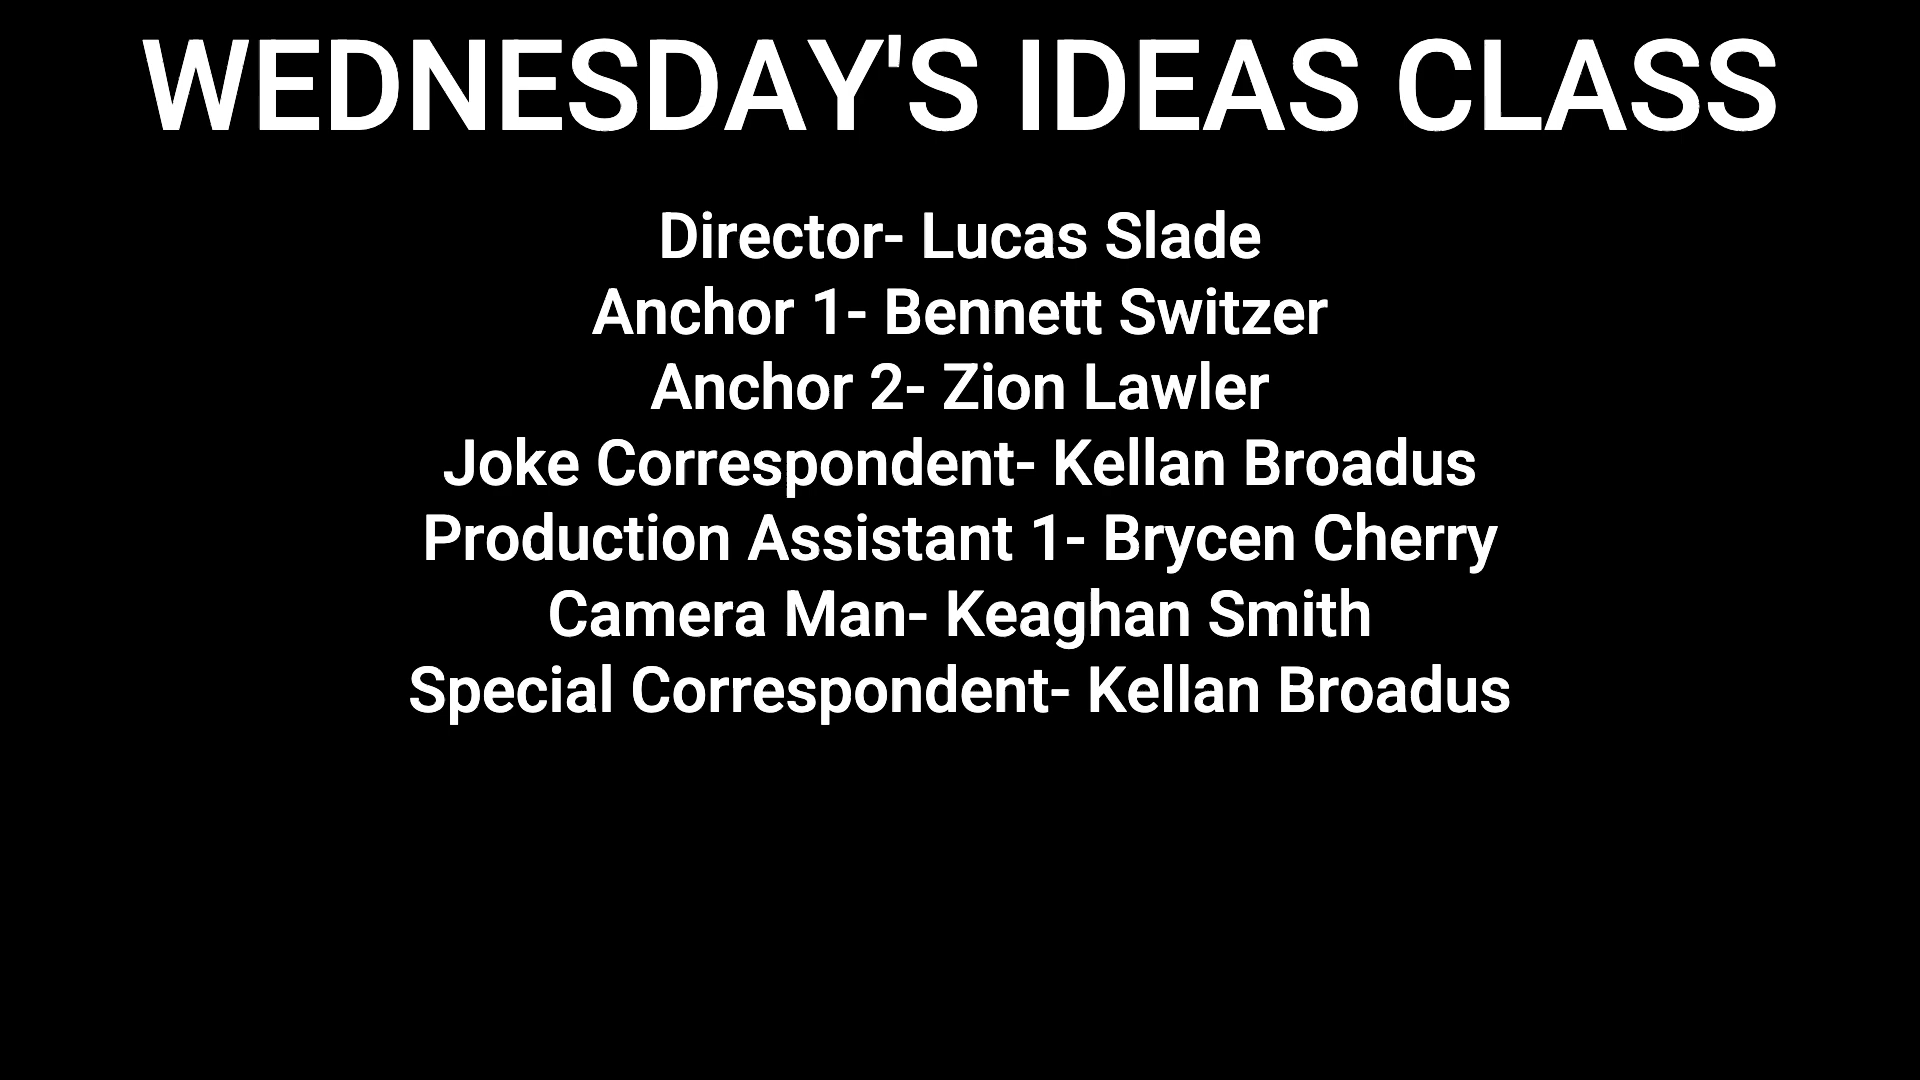 WEDNESDAY'S IDEAS CLASS
Director- Lucas Slade
Anchor 1- Bennett Switzer
Anchor 2- Zion Lawler
Joke Correspondent- Kellan Broadus
Production Assistant 1- Brycen Cherry
Camera Man- Keaghan Smith
Special Correspondent- Kellan Broadus